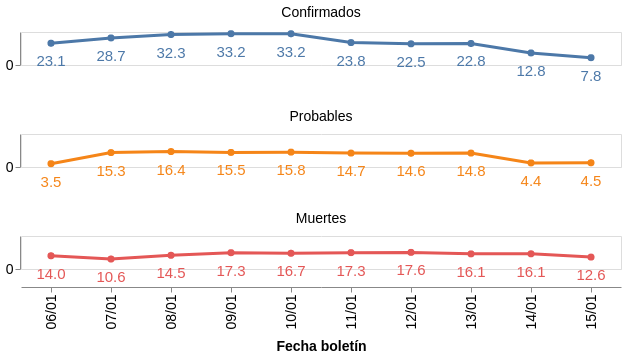 Confirmados
0
23.1 28.7 32.3 33.2 33.2 23.8 22.5 22.8 12.8 7.8
Probables
0
3.5 15.3 16.4 15.5 15.8 14.7 14.6 14.8 4.4 4.5
Muertes
0
14.0 10.6 14.5 17.3 16.7 17.3 17.6 16.1 16.1 12.6
06/01 07/01 08/01 09/01 10/01 11/01 12/01 13/01 14/01 15/01
Fecha boletín